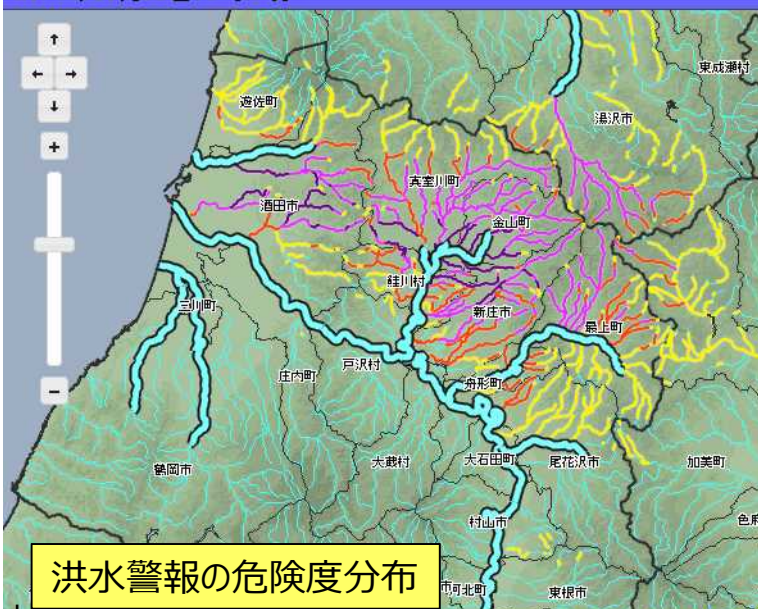 東成瀬村
遊佐町
湯沢市
真室川町
酒田市
金山町
鮭川村
三川町
新庄市
最上町
戸沢村
庄内町
舟形町
鶴岡市
大蔵村
大石田町
尾花沢市
加美町
村山市
洪水警報の危険度分布
河北町
東根市